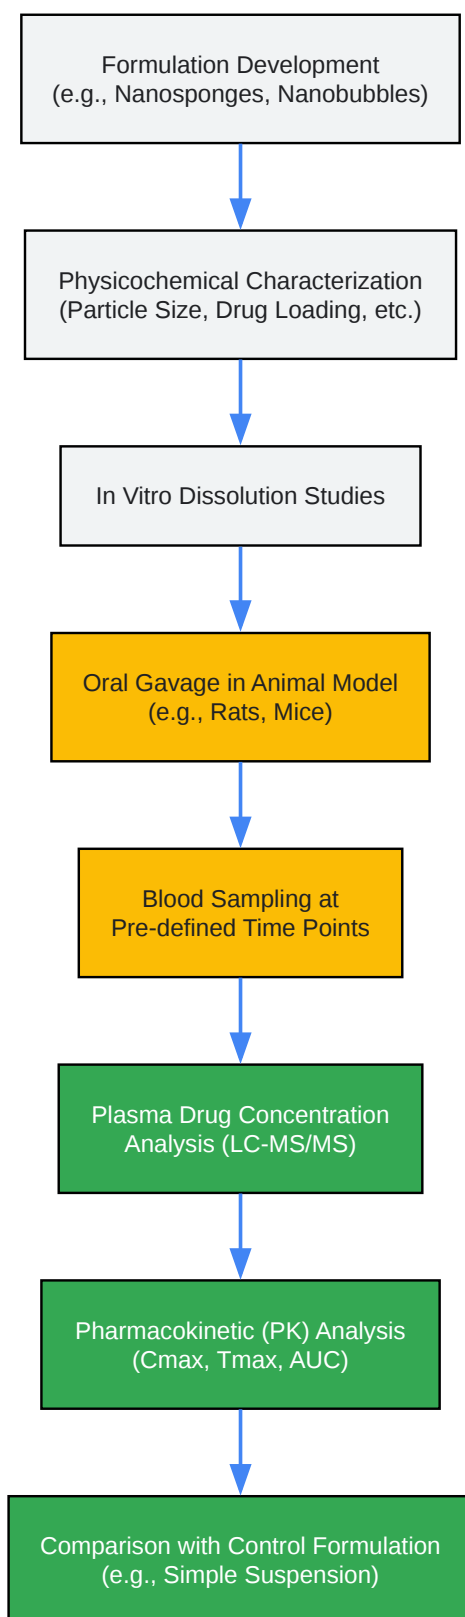 Formulation Development
(e.g., Nanosponges, Nanobubbles)
Physicochemical Characterization
(Particle Size, Drug Loading, etc.)
In Vitro Dissolution Studies
Oral Gavage in Animal Model
(e.g., Rats, Mice)
Blood Sampling at
Pre-defined Time Points
Plasma Drug Concentration
Analysis (LC-MS/MS)
Pharmacokinetic (PK) Analysis
(Cmax, Tmax, AUC)
Comparison with Control Formulation
(e.g., Simple Suspension)